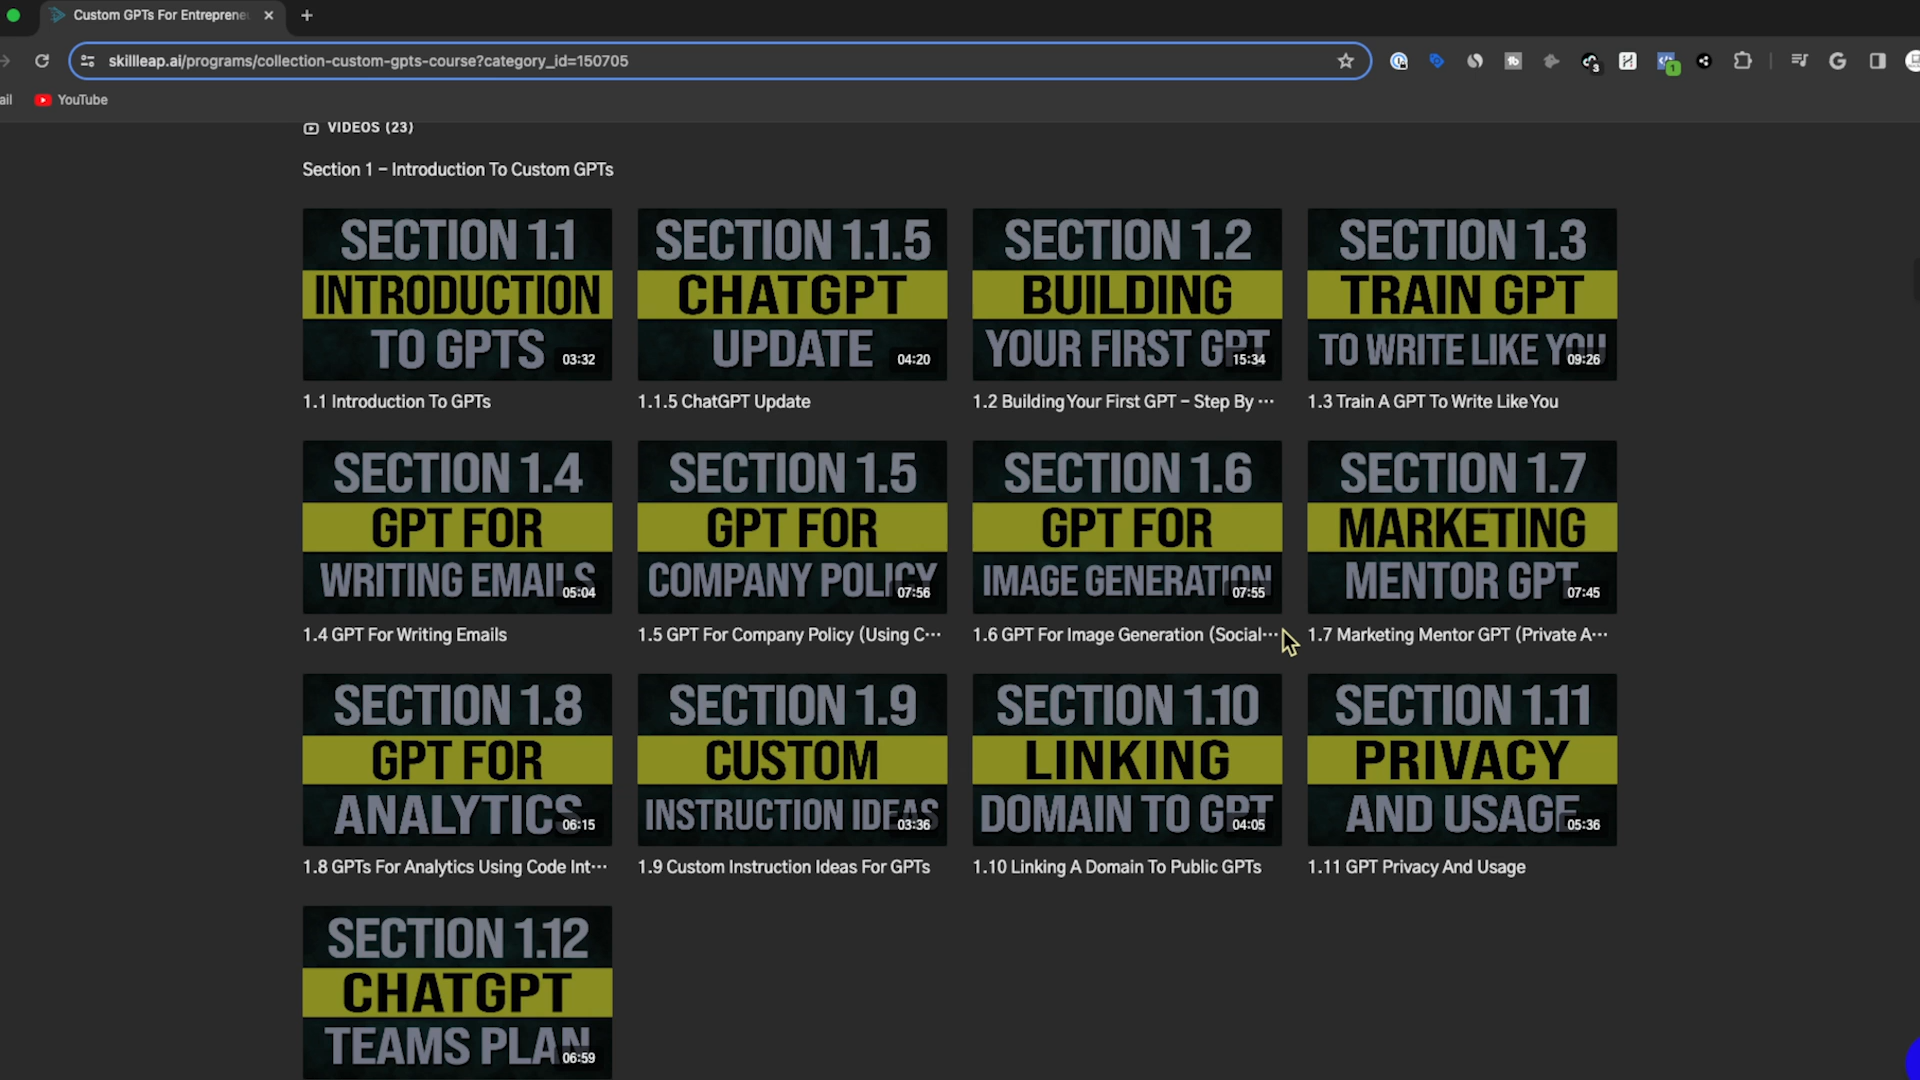 Custom GPTs For Entreprene
skillleap.ai/programs/collection-custom-gpts-course?category_id=150705
3
1
ail
YouTube
VIDEOS (23)
Section 1 – Introduction To Custom GPTs
SECTION 1.1
INTRODUCTION
TO GPTS
03:32
1.1 Introduction To GPTs
SECTION 1.1.5
CHATGPT
UPDATE
04:20
1.1.5 ChatGPT Update
SECTION 1.2
BUILDING
YOUR FIRST GPT
15:34
1.2 Building Your First GPT – Step By ···
SECTION 1.3
TRAIN GPT
TO WRITE LIKE YOU
09:26
1.3 Train A GPT To Write Like You
SECTION 1.4
GPT FOR
WRITING EMAILS
05:04
1.4 GPT For Writing Emails
SECTION 1.5
GPT FOR
COMPANY POLICY
07:56
1.5 GPT For Company Policy (Using C···
SECTION 1.6
GPT FOR
IMAGE GENERATION
07:55
1.6 GPT For Image Generation (Social···
SECTION 1.7
MARKETING
MENTOR GPT
07:45
1.7 Marketing Mentor GPT (Private A···
SECTION 1.8
GPT FOR
ANALYTICS
06:15
1.8 GPTs For Analytics Using Code Int···
SECTION 1.9
CUSTOM
INSTRUCTION IDEAS
03:36
1.9 Custom Instruction Ideas For GPTs
SECTION 1.10
LINKING
DOMAIN TO GPT
04:05
1.10 Linking A Domain To Public GPTs
SECTION 1.11
PRIVACY
AND USAGE
05:36
1.11 GPT Privacy And Usage
SECTION 1.12
CHATGPT
TEAMS PLAN
06:59